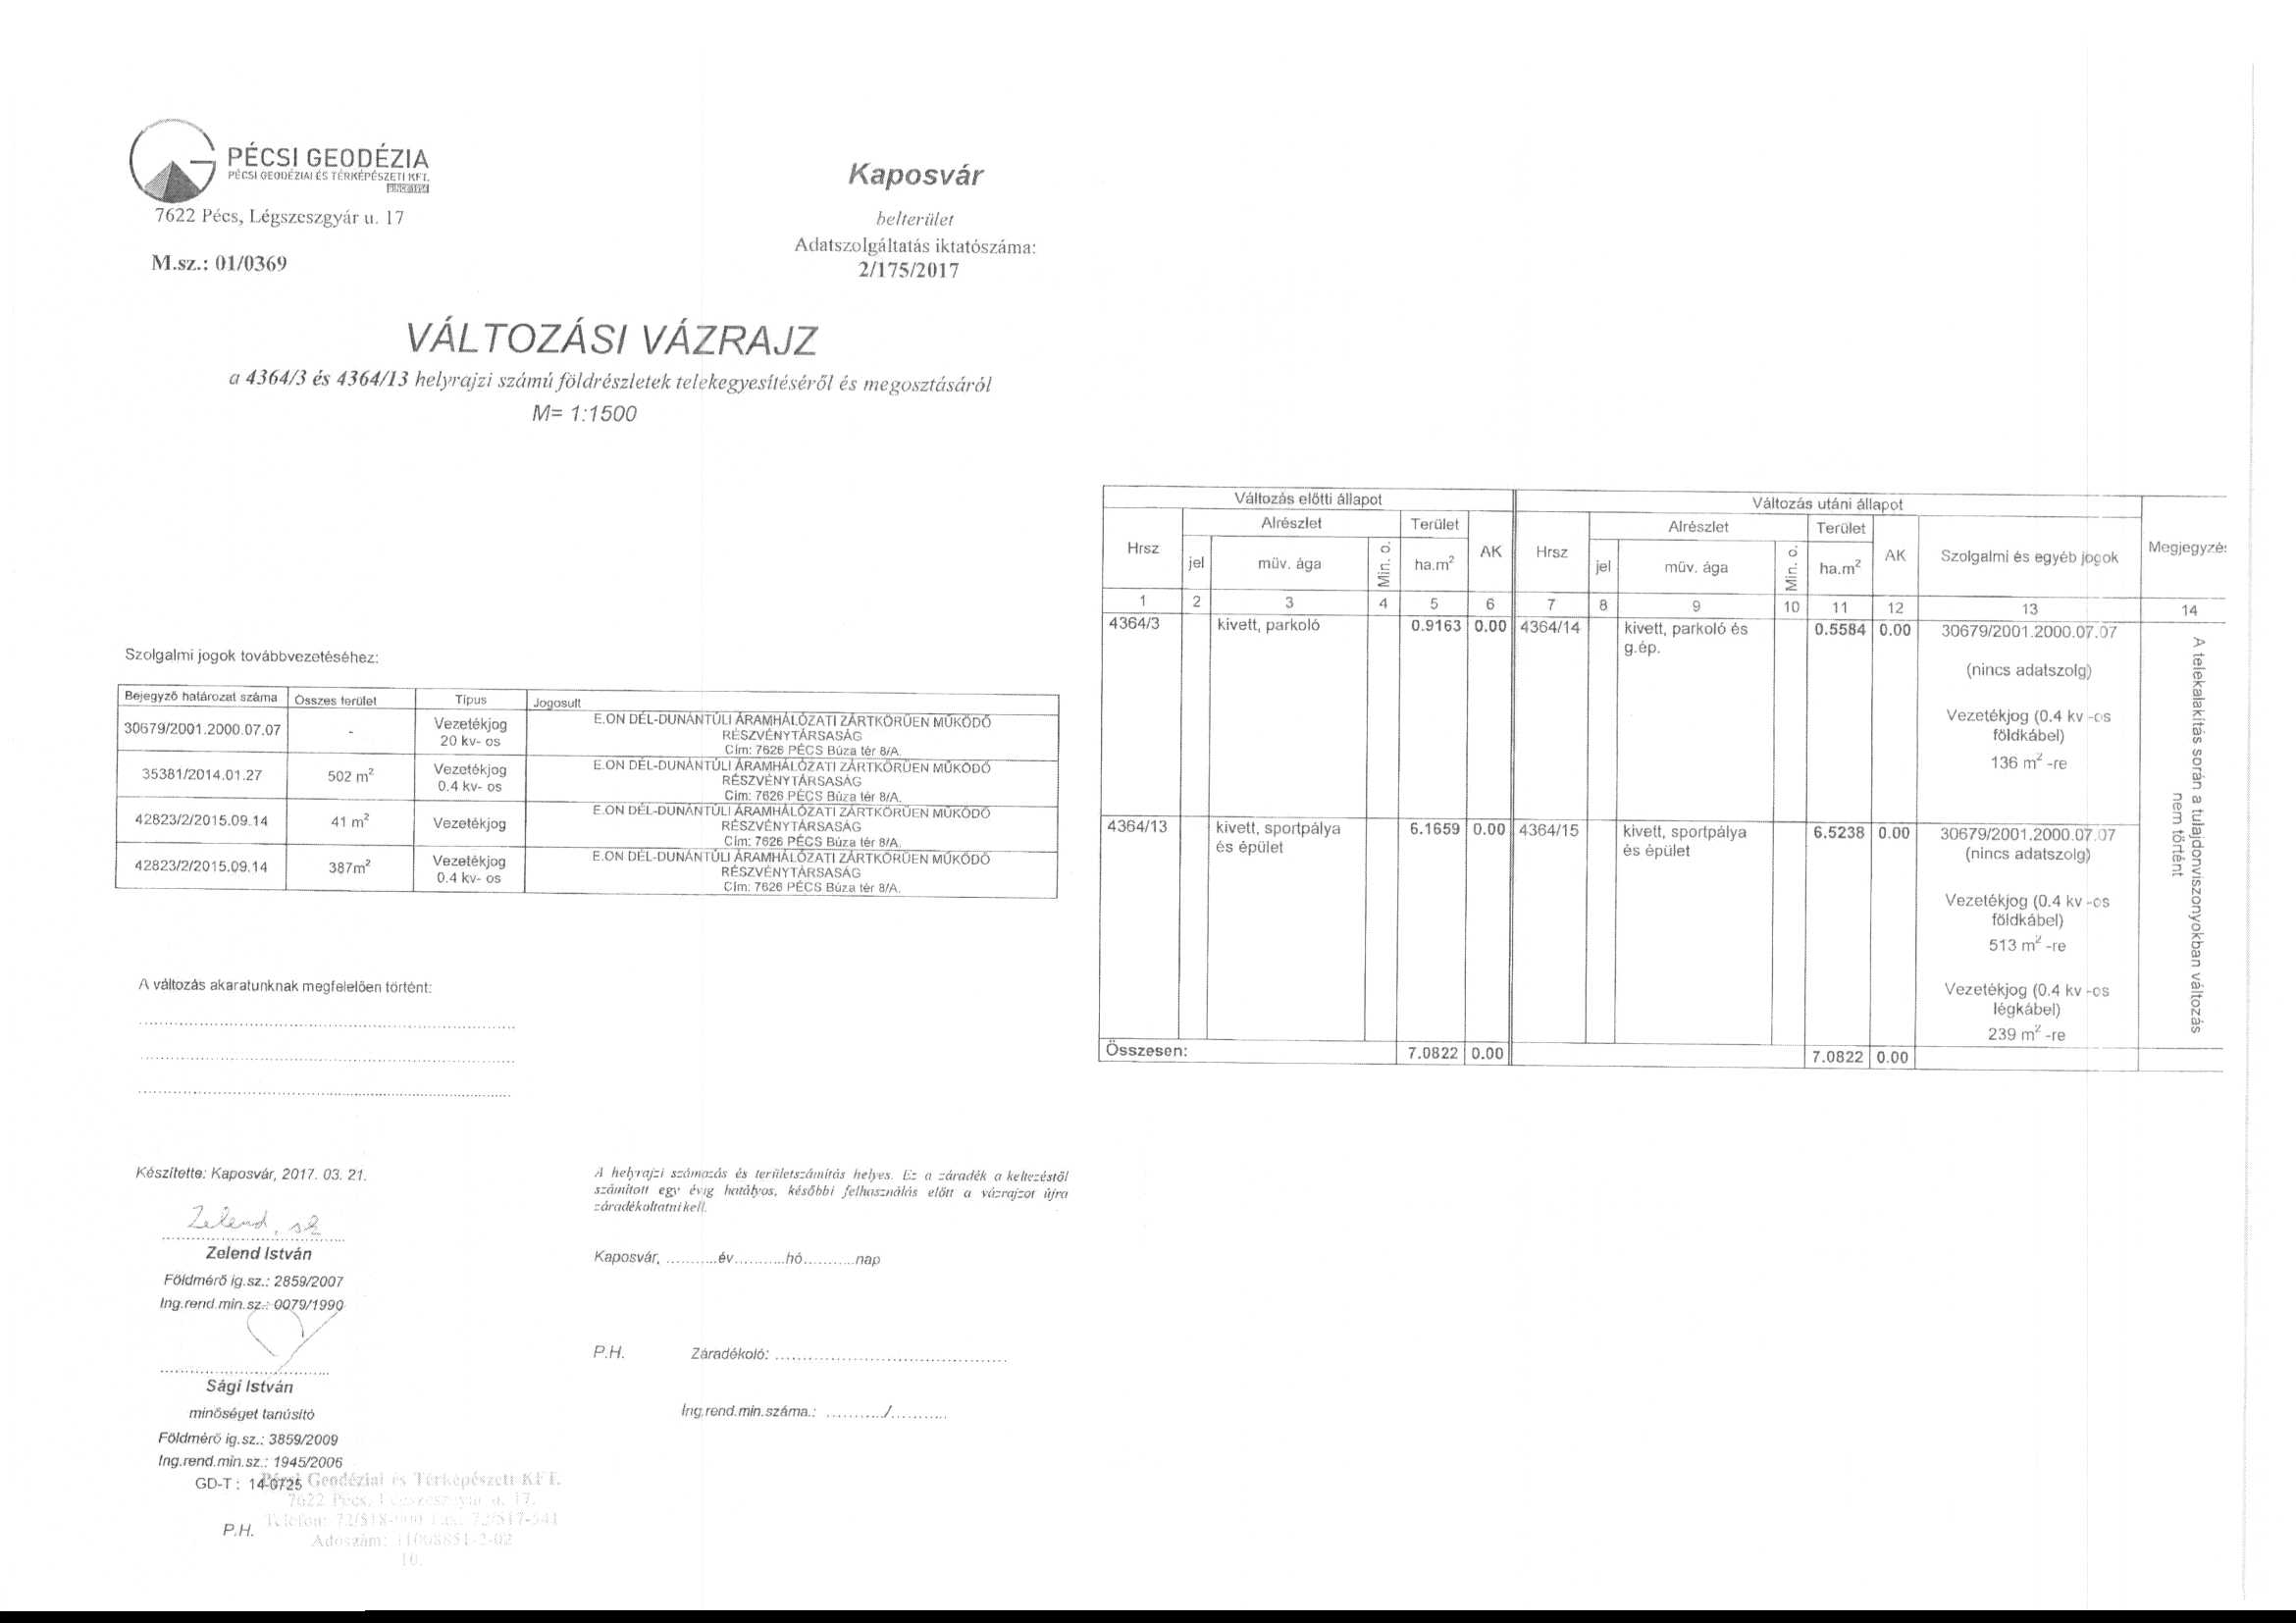 PÉCSI GEODÉZIA
PÉCSI GEODÉZIAI ÉS TÉRKÉPÉSZETI KFT.
7622 Pécs, Légszeszgyár u. 17
M.sz.: 01/0369
Kaposvár
belterület
Adatszolgáltatás iktatószáma:
2/175/2017
VÁLTOZÁSI VÁZRAJZ
a 4364/3 és 4364/13 helyrajzi számú földrészletek telekegyesítéséről és megosztásáról
M= 1:1500
Szolgalmi jogok továbbvezetéséhez:
Bejegyző határozat száma Összes terület Típus Jogosult
30679/2001.2000.07.07 - Vezetékjog 20 kv- os E.ON DÉL-DUNÁNTÚLI ÁRAMHÁLÓZATI ZÁRTKÖRŰEN MŰKÖDŐ
RÉSZVÉNYTÁRSASÁG
Cím: 7626 PÉCS Búza tér 8/A.
35381/2014.01.27 502 m² Vezetékjog 0.4 kv- os E.ON DÉL-DUNÁNTÚLI ÁRAMHÁLÓZATI ZÁRTKÖRŰEN MŰKÖDŐ
RÉSZVÉNYTÁRSASÁG
Cím: 7626 PÉCS Búza tér 8/A.
42823/2/2015.09.14 41 m² Vezetékjog E.ON DÉL-DUNÁNTÚLI ÁRAMHÁLÓZATI ZÁRTKÖRŰEN MŰKÖDŐ
RÉSZVÉNYTÁRSASÁG
Cím: 7626 PÉCS Búza tér 8/A.
42823/2/2015.09.14 387m² Vezetékjog 0.4 kv- os E.ON DÉL-DUNÁNTÚLI ÁRAMHÁLÓZATI ZÁRTKÖRŰEN MŰKÖDŐ
RÉSZVÉNYTÁRSASÁG
Cím: 7626 PÉCS Búza tér 8/A.
A változás akaratunknak megfelelően történt:
Készítette: Kaposvár, 2017. 03. 21.
Zelend István
Földmérő ig.sz.: 2859/2007
Ing.rend.min.sz.: 0079/1990
Sági István
minőséget tanúsító
Földmérő ig.sz.: 3859/2009
Ing.rend.min.sz.: 1945/2006
GD-T : 14-0725
P.H.
Pécsi Geodéziai és Térképészeti KFT.
7622 Pécs, Légszeszgyár u. 17.
10.
A helyrajzi számozás és területszámítás helyes. Ez a záradék a keltezéstől
számított egy évig hatályos, későbbi felhasználás előtt a vázrajzot újra
záradékoltatni kell.
Kaposvár, ..........év..........hó..........nap
P.H. Záradékoló: ..............................
Ing.rend.min.száma.: .........../...........
Változás előtti állapot Változás utáni állapot
Hrsz Alrészlet Terület AK Hrsz Alrészlet Terület AK Szolgalmi és egyéb jogok Megjegyzés
jel műv. ága Min. o. ha.m² jel műv. ága Min. o. ha.m²
1 2 3 4 5 6 7 8 9 10 11 12 13 14
4364/3 kivett, parkoló 0.9163 0.00 4364/14 kivett, parkoló és 0.5584 0.00 30679/2001.2000.07.07
g.ép.
(nincs adatszolg)
Vezetékjog (0.4 kv -os
földkábel)
136 m² -re
4364/13 kivett, sportpálya 6.1659 0.00 4364/15 kivett, sportpálya 6.5238 0.00 30679/2001.2000.07.07
és épület és épület (nincs adatszolg)
Vezetékjog (0.4 kv -os
földkábel)
513 m² -re
Vezetékjog (0.4 kv -os
légkábel)
239 m² -re
A telekalakítás során a tulajdonviszonyokban változás
nem történt
Összesen: 7.0822 0.00 7.0822 0.00